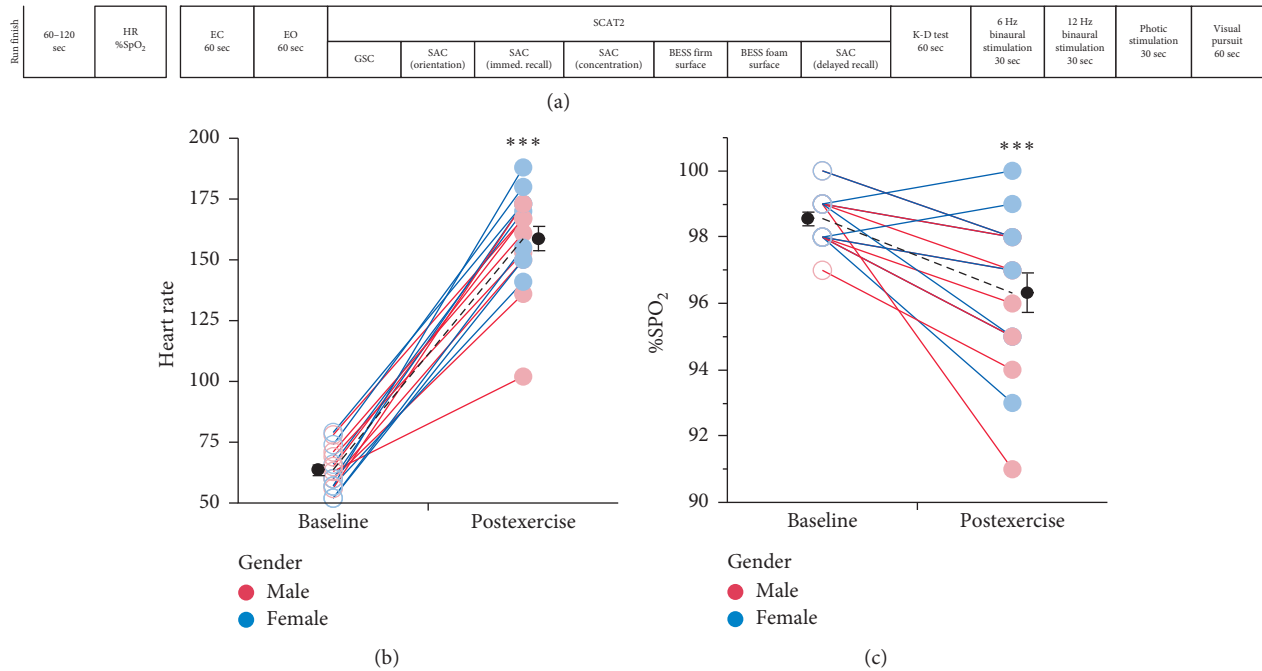 Run finish
60–120
sec
HR
%SpO2
EC
60 sec
EO
60 sec
SCAT2
GSC
SAC
(orientation)
SAC
(immed. recall)
SAC
(concentration)
BESS firm
surface
BESS foam
surface
SAC
(delayed recall)
K-D test
60 sec
6 Hz
binaural
stimulation
30 sec
12 Hz
binaural
stimulation
30 sec
Photic
stimulation
30 sec
Visual
pursuit
60 sec
(a)
200
175
150
125
100
75
50
Heart rate
***
Baseline
Postexercise
Gender
Male
Female
(b)
100
98
96
94
92
90
%SPO2
***
Baseline
Postexercise
Gender
Male
Female
(c)